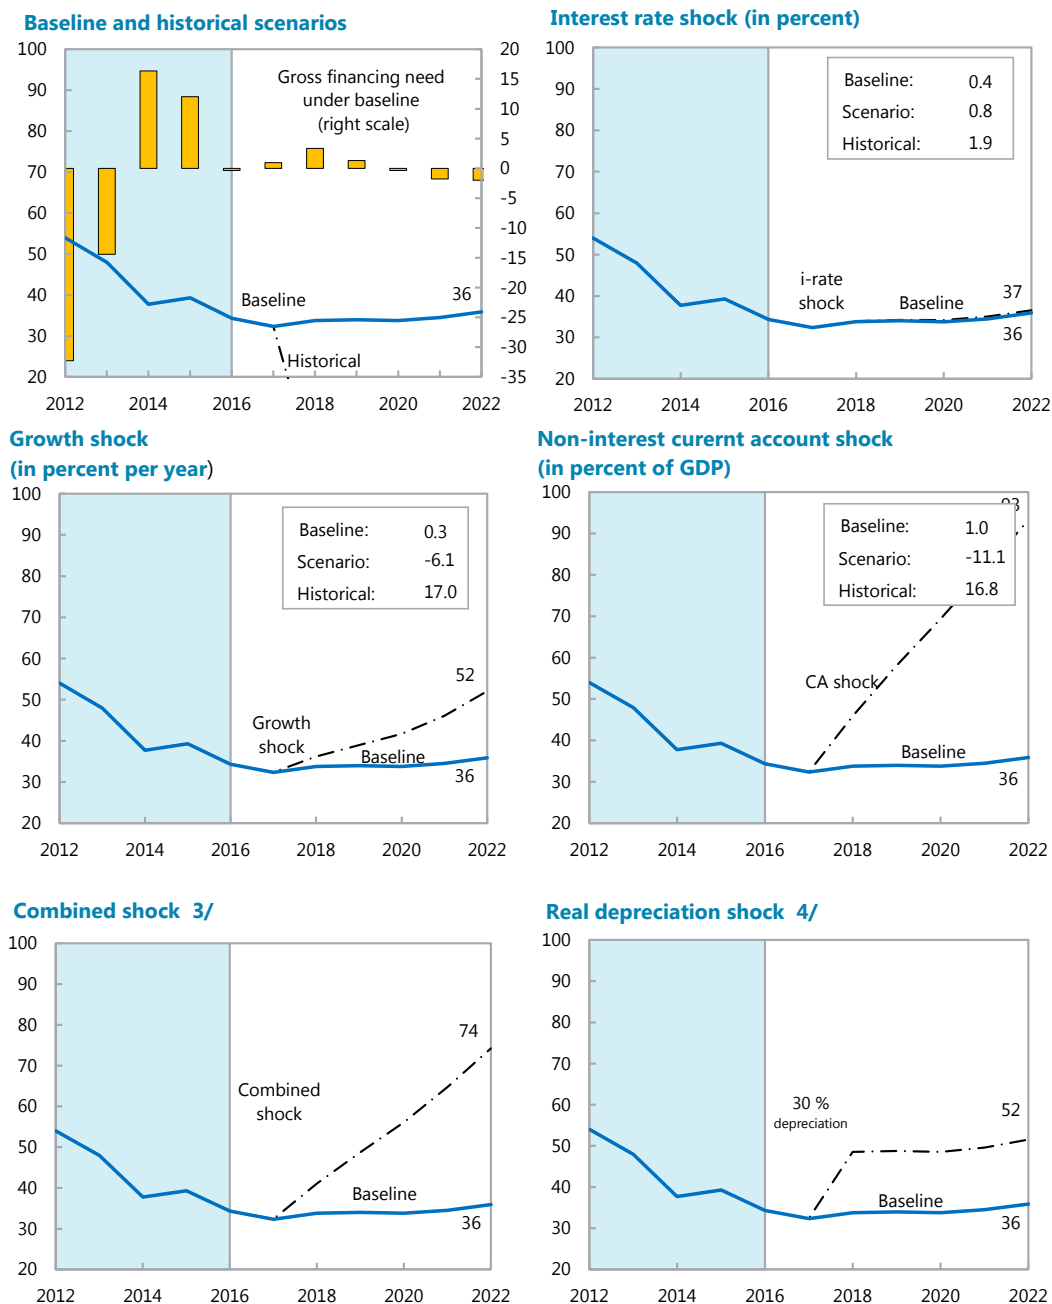 Baseline and historical scenarios
100
90
80
70
60
50
40
30
20
20
15
10
5
0
-5
-10
-15
-20
-25
-30
-35
Gross financing need
under baseline
(right scale)
Baseline
36
Historical
2012 2014 2016 2018 2020 2022
Interest rate shock (in percent)
100
90
80
70
60
50
40
30
20
Baseline: 0.4
Scenario: 0.8
Historical: 1.9
i-rate
shock
Baseline
37
36
2012 2014 2016 2018 2020 2022
Growth shock
(in percent per year)
100
90
80
70
60
50
40
30
20
Baseline: 0.3
Scenario: -6.1
Historical: 17.0
52
Growth
shock
Baseline
36
2012 2014 2016 2018 2020 2022
Non-interest curernt account shock
(in percent of GDP)
100
90
80
70
60
50
40
30
20
93
Baseline: 1.0
Scenario: -11.1
Historical: 16.8
CA shock
Baseline
36
2012 2014 2016 2018 2020 2022
Combined shock 3/
100
90
80
70
60
50
40
30
20
74
Combined
shock
Baseline
36
2012 2014 2016 2018 2020 2022
Real depreciation shock 4/
100
90
80
70
60
50
40
30
20
30 %
depreciation
52
Baseline
36
2012 2014 2016 2018 2020 2022